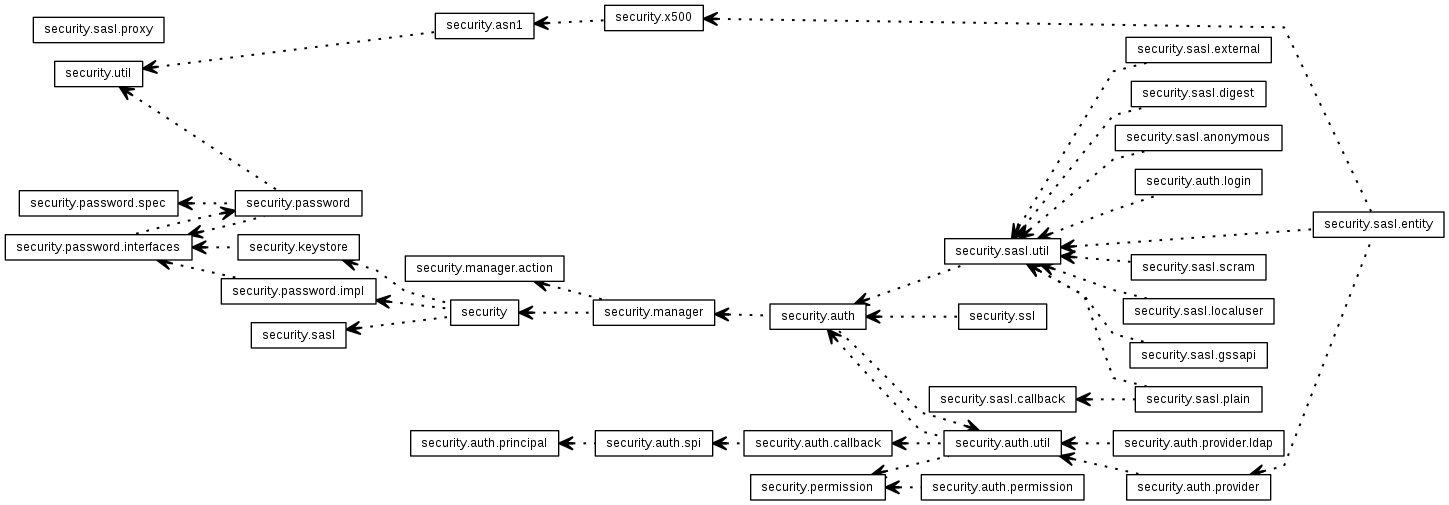 security.sasl.proxy
security.asn1
security.x500
security.util
security.sasl.external
security.sasl.digest
security.sasl.anonymous
security.auth.login
security.password.spec
security.password
security.sasl.entity
security.password.interfaces
security.keystore
security.sasl.util
security.manager.action
security.sasl.scram
security.password.impl
security
security.manager
security.auth
security.ssl
security.sasl.localuser
security.sasl
security.sasl.gssapi
security.sasl.callback
security.sasl.plain
security.auth.principal
security.auth.spi
security.auth.callback
security.auth.util
security.auth.provider.ldap
security.permission
security.auth.permission
security.auth.provider